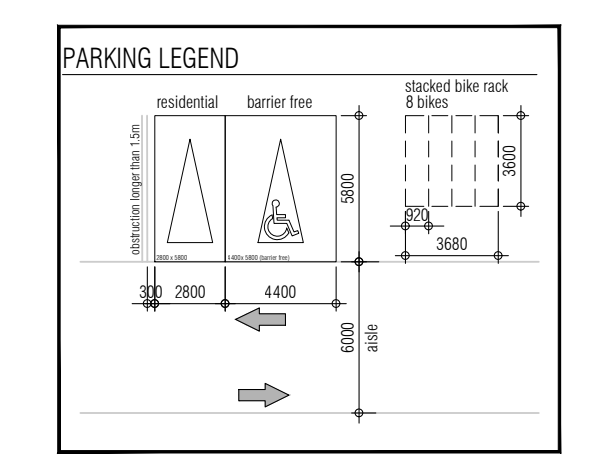 PARKING LEGEND
stacked bike rack
8 bikes
residential
barrier free
obstruction longer than 1.5m
5800
3600
920
3680
2800 x 5800
4400x 5800 (barrier free)
300
2800
4400
6000
aisle